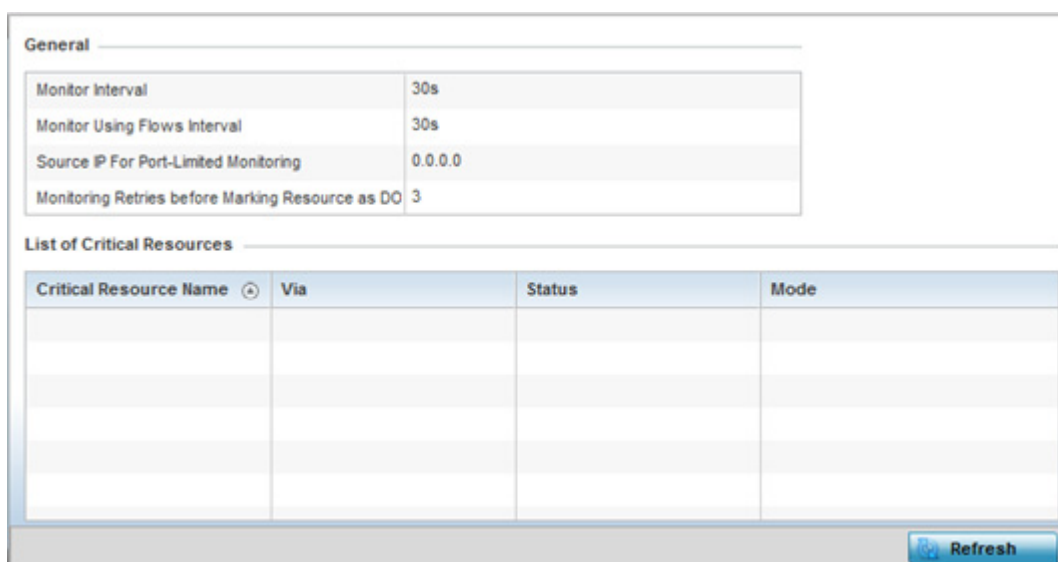 General
Monitor Interval 30s
Monitor Using Flows Interval 30s
Source IP For Port-Limited Monitoring 0.0.0.0
Monitoring Retries before Marking Resource as DO 3
List of Critical Resources
Critical Resource Name Via Status Mode
Refresh